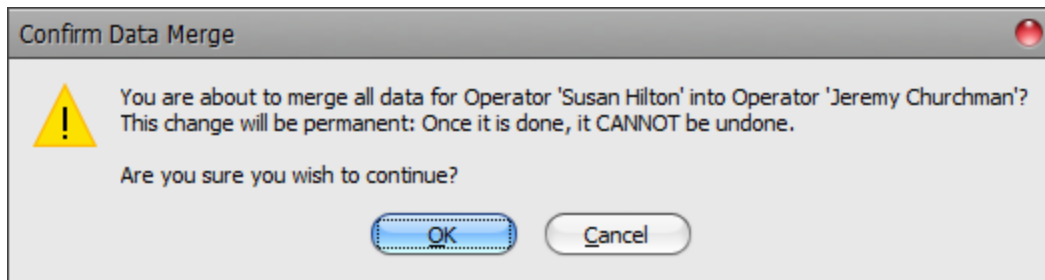 Confirm Data Merge
You are about to merge all data for Operator 'Susan Hilton' into Operator 'Jeremy Churchman'?
This change will be permanent: Once it is done, it CANNOT be undone.
Are you sure you wish to continue?
OK
Cancel